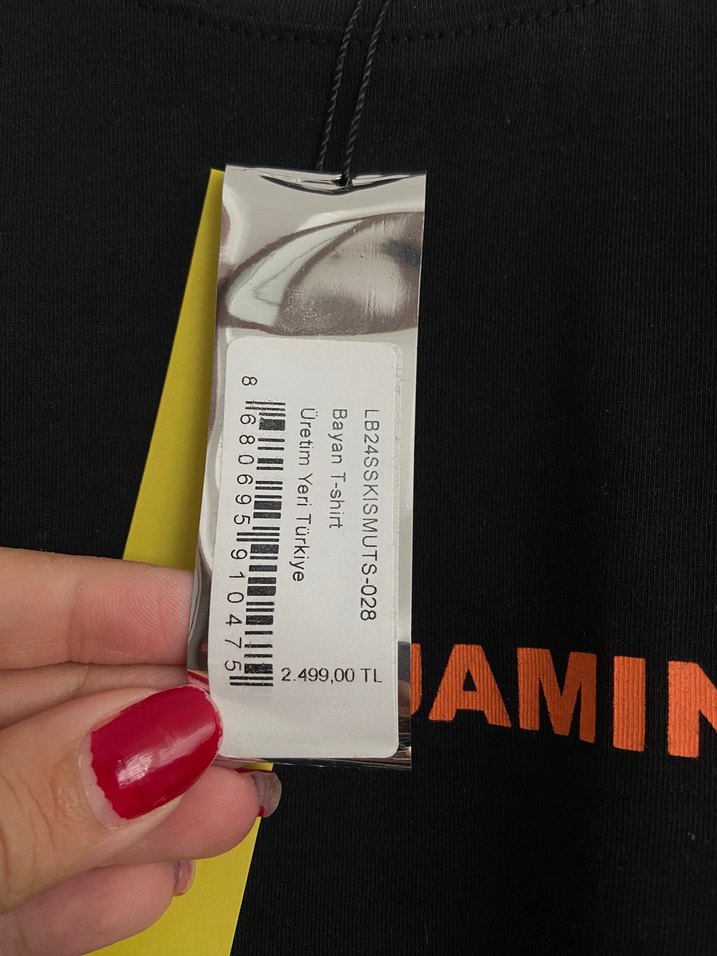 LB24SSKISMUTS-028
Bayan T-shirt
Üretim Yeri Türkiye
8 680695 910475
2.499,00 TL
JAMIN